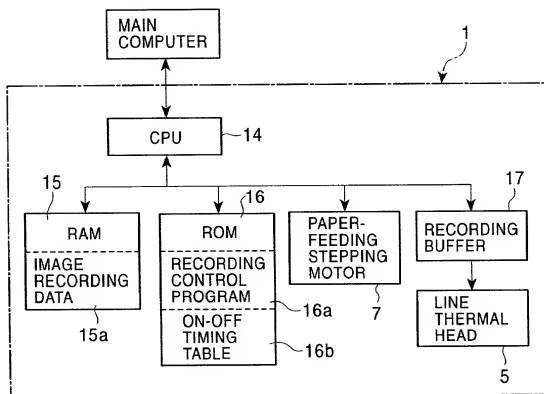 MAIN
COMPUTER
1
CPU
14
15
RAM
IMAGE
RECORDING
DATA
15a
16
ROM
RECORDING
CONTROL
PROGRAM
16a
ON-OFF
TIMING
TABLE
16b
PAPER-
FEEDING
STEPPING
MOTOR
7
17
RECORDING
BUFFER
LINE
THERMAL
HEAD
5